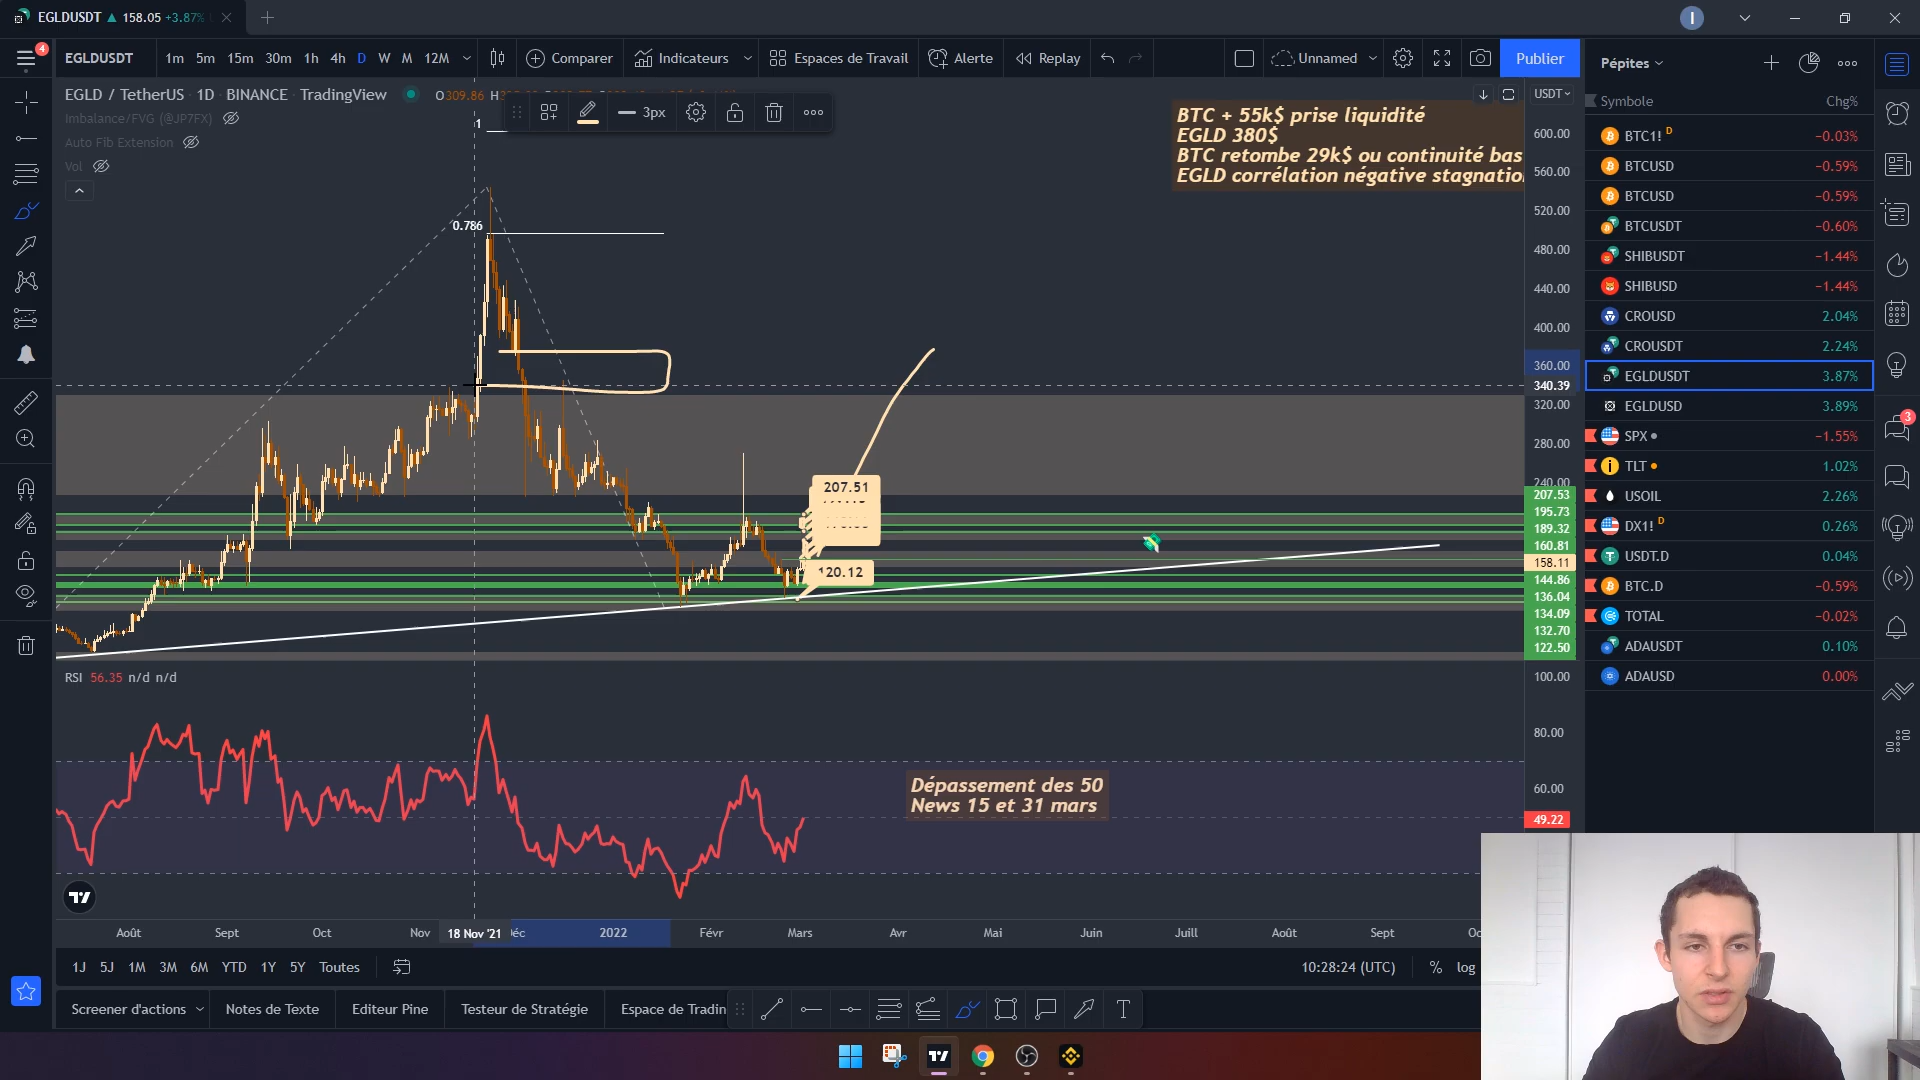 EGLDUSDT ▲ 158.05 +3.87%
I
4
EGLDUSDT 1m 5m 15m 30m 1h 4h D W M 12M Comparer Indicateurs Espaces de Travail Alerte Replay Unnamed Publier
EGLD / TetherUS · 1D · BINANCE · TradingView O309.86
Imbalance/FVG (@JP7FX)
Auto Fib Extension
Vol
3px
1
0.786
BTC + 55k$ prise liquidité
EGLD 380$
BTC retombe 29k$ ou continuité bas
EGLD corrélation négative stagnation
207.51
120.12
USDT
600.00
560.00
520.00
480.00
440.00
400.00
360.00
340.39
320.00
280.00
240.00
207.53
195.73
189.32
160.81
158.11
144.86
136.04
134.09
132.70
122.50
RSI 56.35 n/d n/d
100.00
80.00
60.00
49.22
Dépassement des 50
News 15 et 31 mars
Août Sept Oct Nov 18 Nov '21 Déc 2022 Févr Mars Avr Mai Juin Juill Août Sept
1J 5J 1M 3M 6M YTD 1Y 5Y Toutes 10:28:24 (UTC) % log
Screener d'actions Notes de Texte Editeur Pine Testeur de Stratégie Espace de Tradin
Pépites
Symbole Chg%
BTC1! D −0.03%
BTCUSD −0.59%
BTCUSD −0.59%
BTCUSDT −0.60%
SHIBUSDT −1.44%
SHIBUSD −1.44%
CROUSD 2.04%
CROUSDT 2.24%
EGLDUSDT 3.87%
EGLDUSD 3.89%
SPX −1.55%
TLT 1.02%
USOIL 2.26%
DX1! D 0.26%
USDT.D 0.04%
BTC.D −0.59%
TOTAL −0.02%
ADAUSDT 0.10%
ADAUSD 0.00%
3